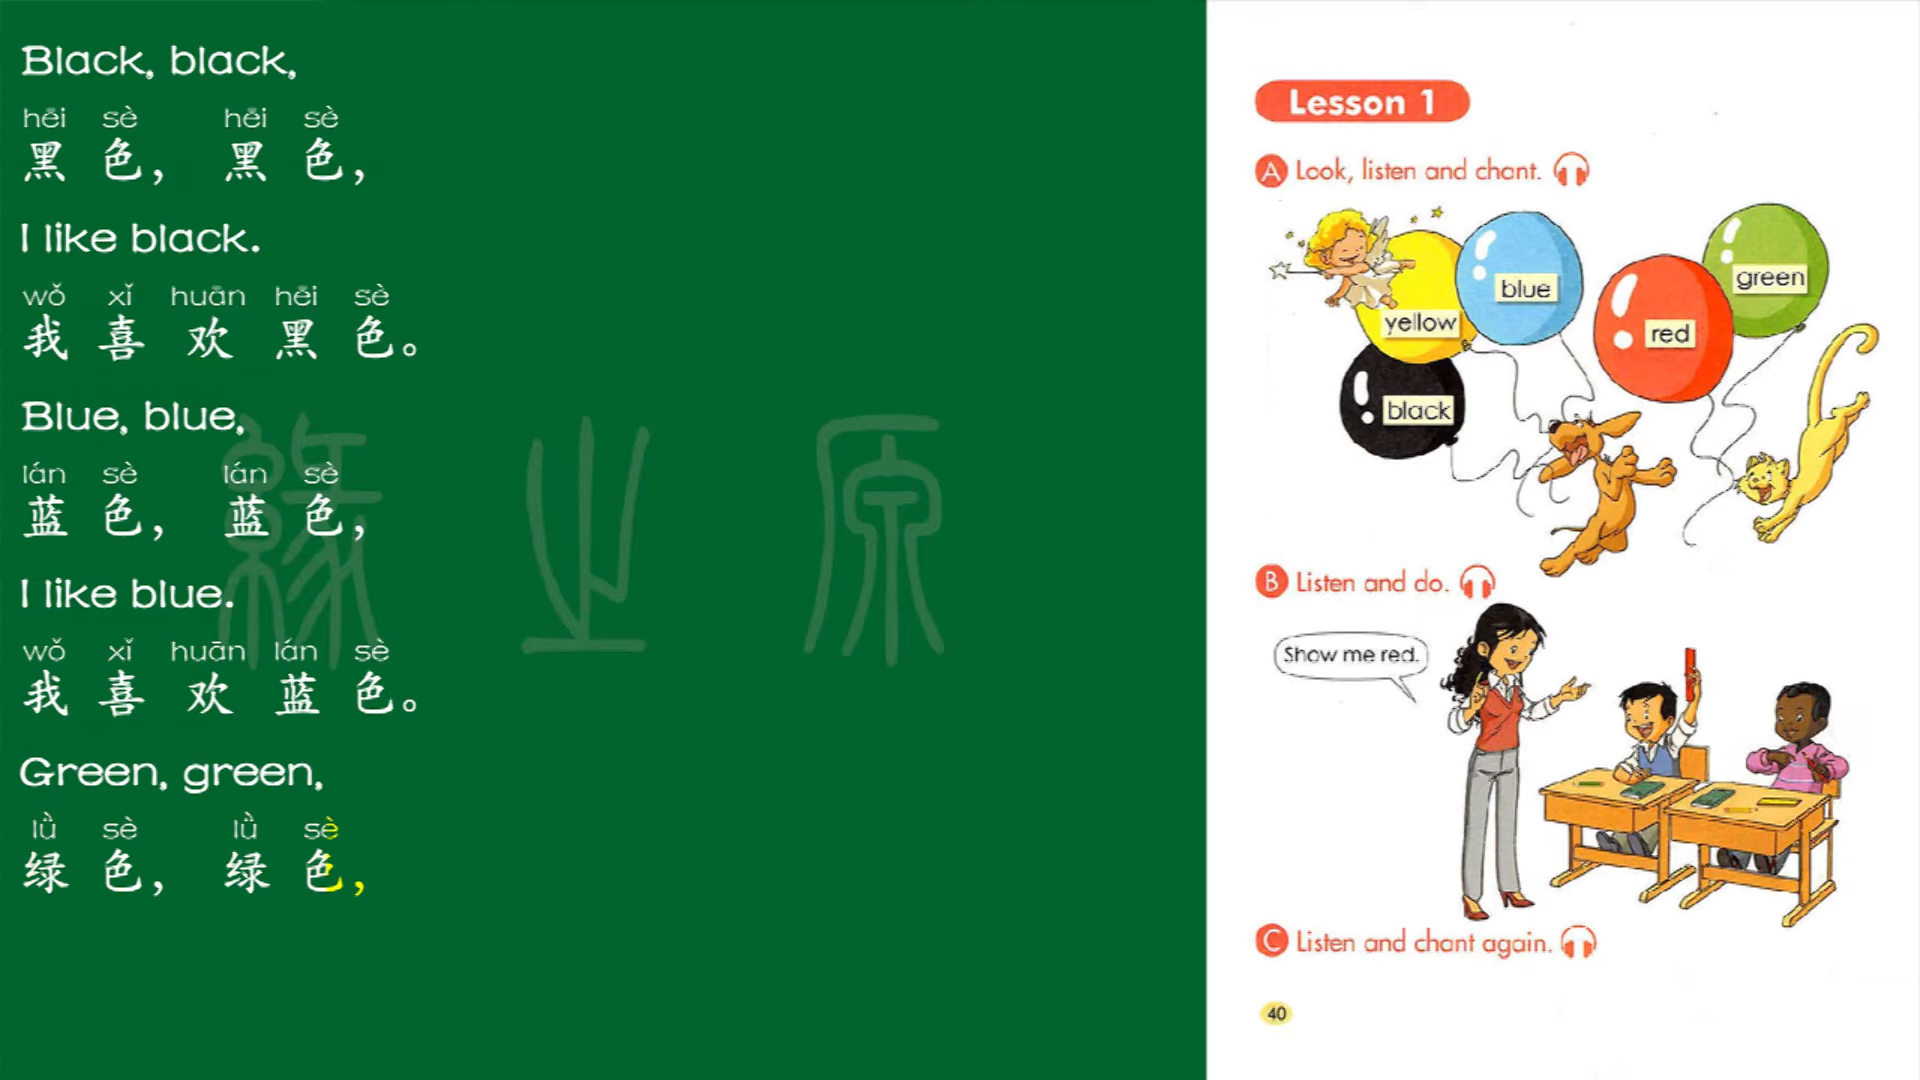 Black, black,
hēi sè hēi sè
黑色，黑色，
I like black.
wǒ xǐ huān hēi sè
我喜欢黑色。
Blue, blue,
lán sè lán sè
蓝色，蓝色，
I like blue.
wǒ xǐ huān lán sè
我喜欢蓝色。
Green, green,
lǜ sè lǜ sè
绿色，绿色，
Lesson 1
A Look, listen and chant.
yellow
blue
red
green
black
B Listen and do.
Show me red.
C Listen and chant again.
40